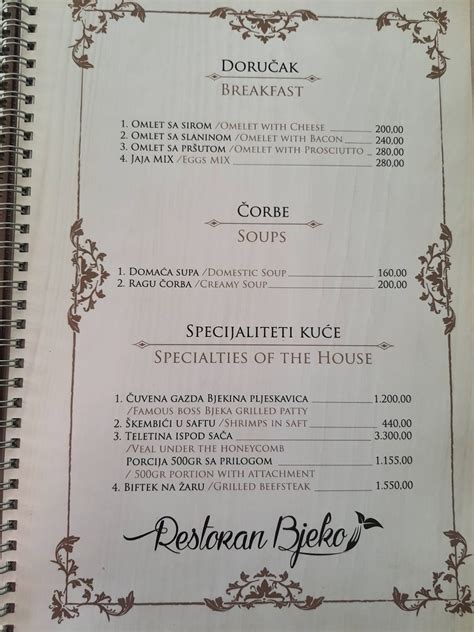 Doručak
Breakfast
1. Omlet sa sirom /Omelet with Cheese 200,00
2. Omlet sa slaninom /Omelet with Bacon 240,00
3. Omlet sa pršutom /Omelet with Prosciutto 280,00
4. Jaja MIX /Eggs MIX 280,00
Čorbe
Soups
1. Domaća supa /Domestic Soup 160.00
2. Ragu čorba /Creamy Soup 200,00
Specijaliteti kuće
Specialties of the House
1. Čuvena gazda Bjekina pljeskavica 1.200.00
/Famous boss Bjeka grilled patty
2. Škembići u saftu /Shrimps in saft 440.00
3. Teletina ispod sača 3.300.00
/Veal under the honeycomb
Porcija 500gr sa prilogom 1.155.00
/ 500gr portion with attachment
4. Biftek na žaru /Grilled beefsteak 1.550.00
Restoran Bjeko